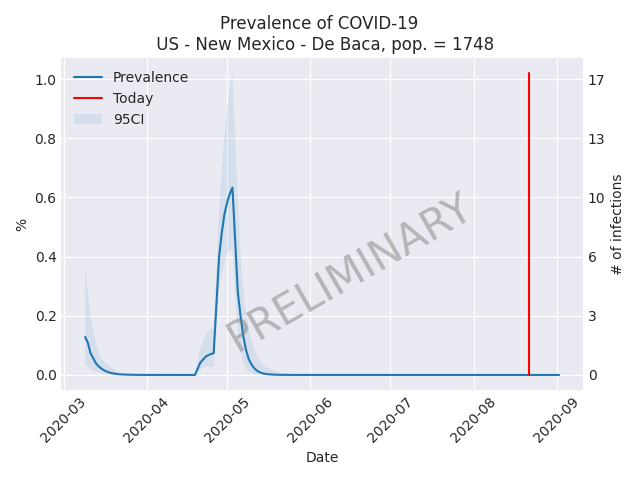 Prevalence of COVID-19
US - New Mexico - De Baca, pop. = 1748
Prevalence
Today
95CI
1.0
0.8
0.6
0.4
0.2
0.0
%
17
13
10
6
3
0
# of infections
PRELIMINARY
2020-03
2020-04
2020-05
2020-06
2020-07
2020-08
2020-09
Date